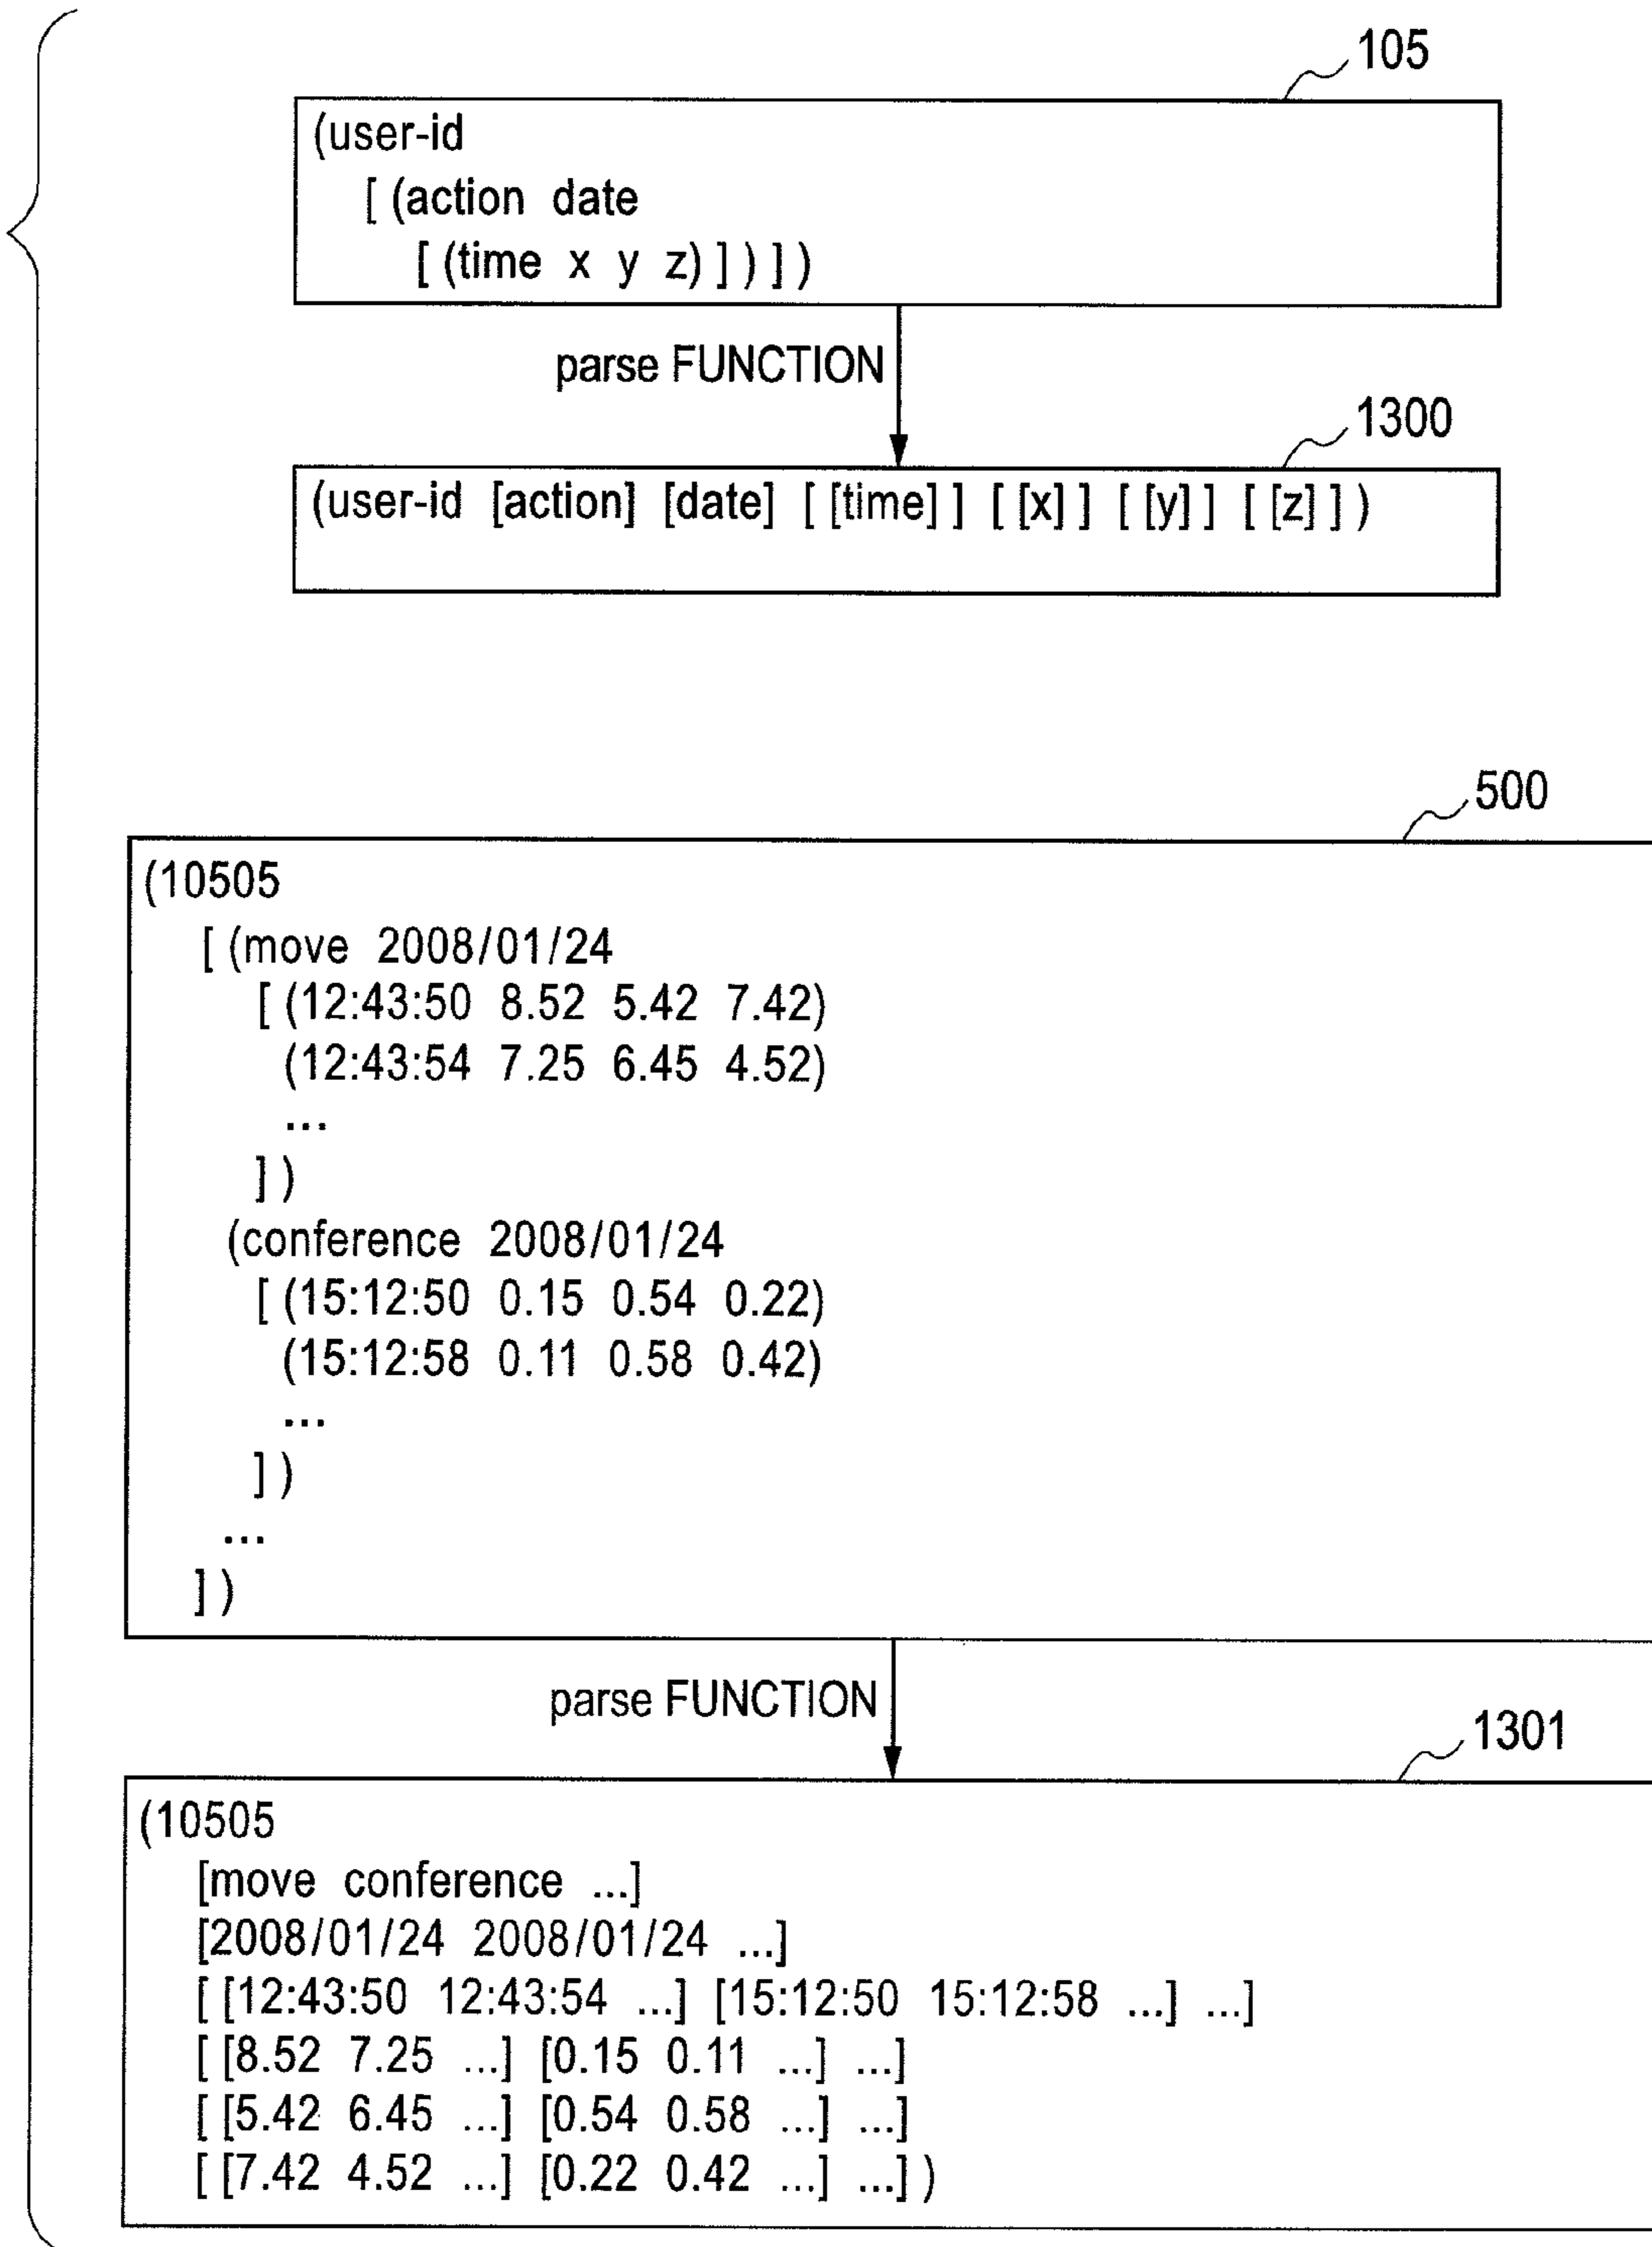 105
(user-id
[ (action date
[ (time x y z) ] ) ] )
parse FUNCTION
1300
(user-id [action] [date] [ [time] ] [ [x] ] [ [y] ] [ [z] ] )
500
(10505
[ (move 2008/01/24
[ (12:43:50 8.52 5.42 7.42)
(12:43:54 7.25 6.45 4.52)
...
] )
(conference 2008/01/24
[ (15:12:50 0.15 0.54 0.22)
(15:12:58 0.11 0.58 0.42)
...
] )
...
] )
parse FUNCTION
1301
(10505
[move conference ...]
[2008/01/24 2008/01/24 ...]
[ [12:43:50 12:43:54 ...] [15:12:50 15:12:58 ...] ...]
[ [8.52 7.25 ...] [0.15 0.11 ...] ...]
[ [5.42 6.45 ...] [0.54 0.58 ...] ...]
[ [7.42 4.52 ...] [0.22 0.42 ...] ...] )